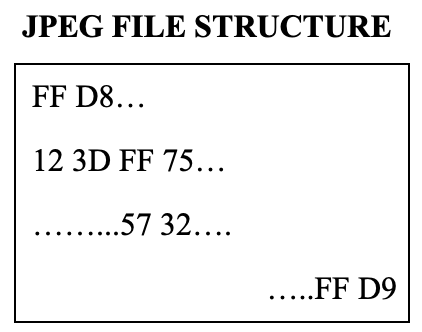 JPEG FILE STRUCTURE
FF D8…
12 3D FF 75…
……...57 32….
…..FF D9